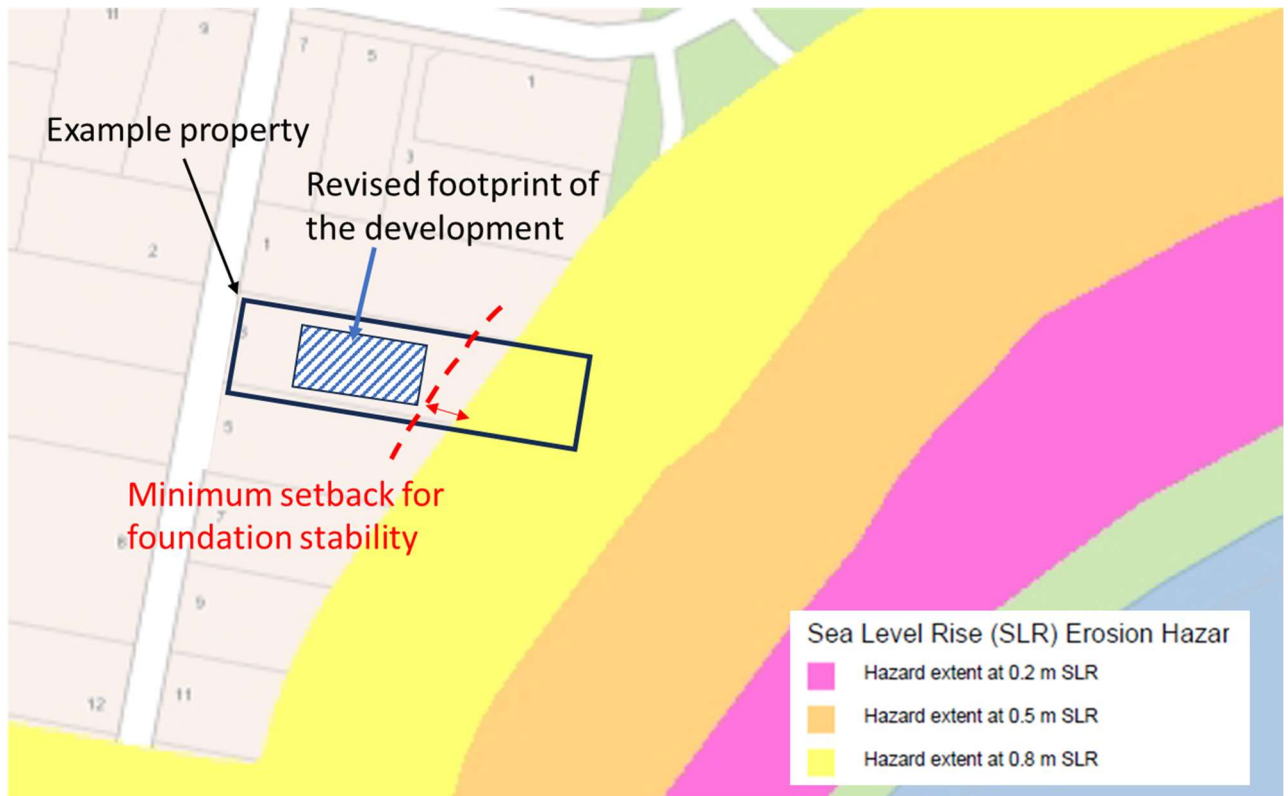 11
9
7
5
1
Example property
3
Revised footprint of
the development
1
2
3
5
Minimum setback for
foundation stability
7
8
9
11
12
Sea Level Rise (SLR) Erosion Hazar
Hazard extent at 0.2 m SLR
Hazard extent at 0.5 m SLR
Hazard extent at 0.8 m SLR